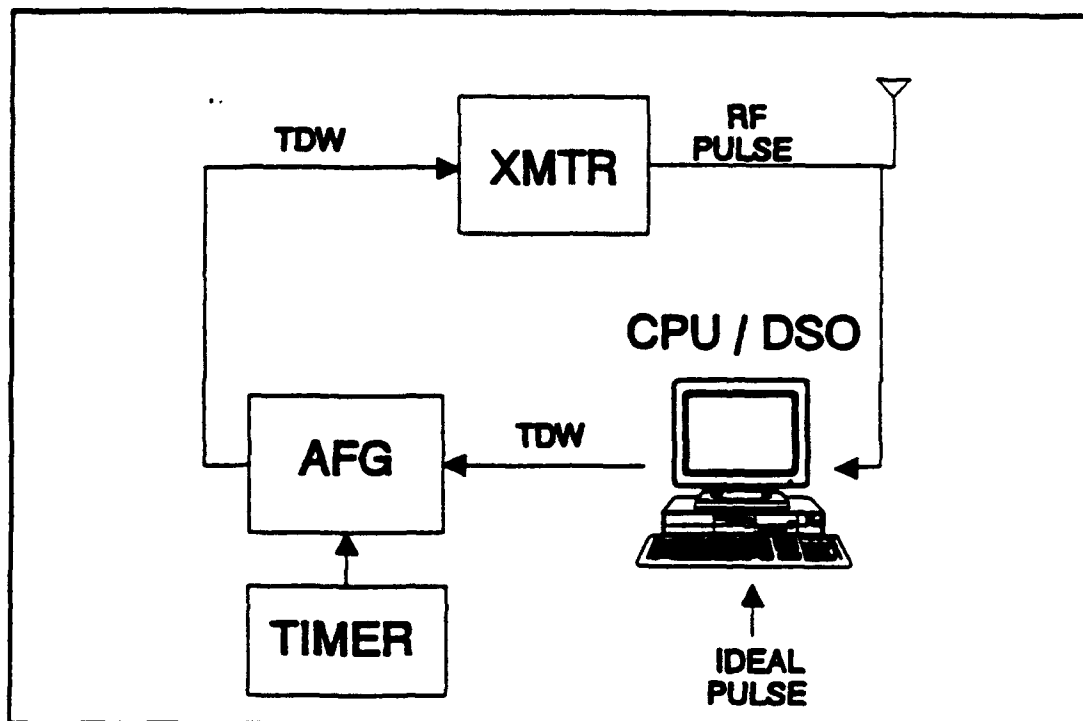 TDW
XMTR
RF
PULSE
CPU / DSO
AFG
TDW
TIMER
IDEAL
PULSE